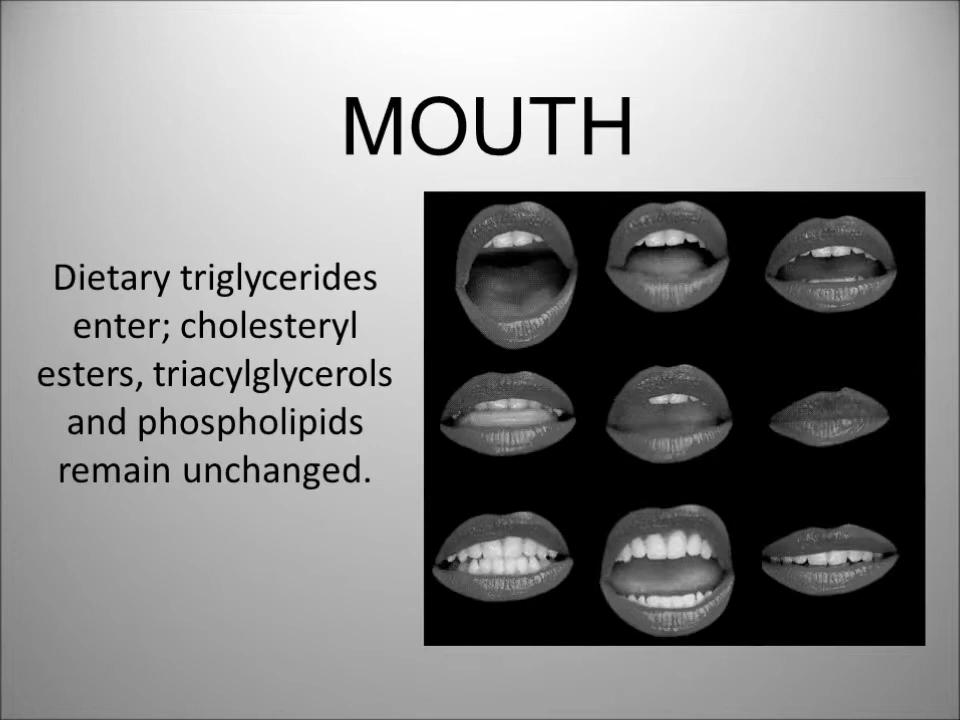 MOUTH
Dietary triglycerides
enter; cholesteryl
esters, triacylglycerols
and phospholipids
remain unchanged.